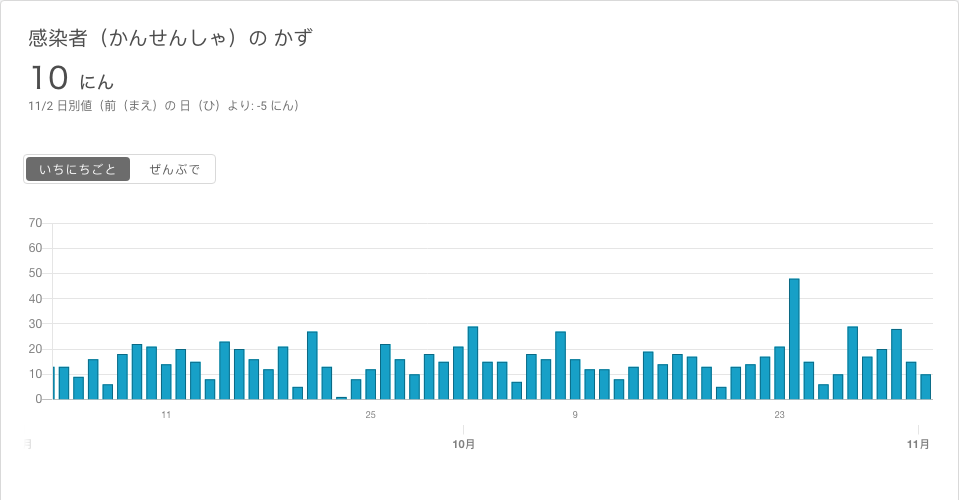 感染者（かんせんしゃ）の かず
10 にん
11/2 日別値（前（まえ）の 日（ひ）より: -5 にん）
いちにちごと ぜんぶで
70
60
50
40
30
20
10
0
11 25 9 23
月 10月 11月